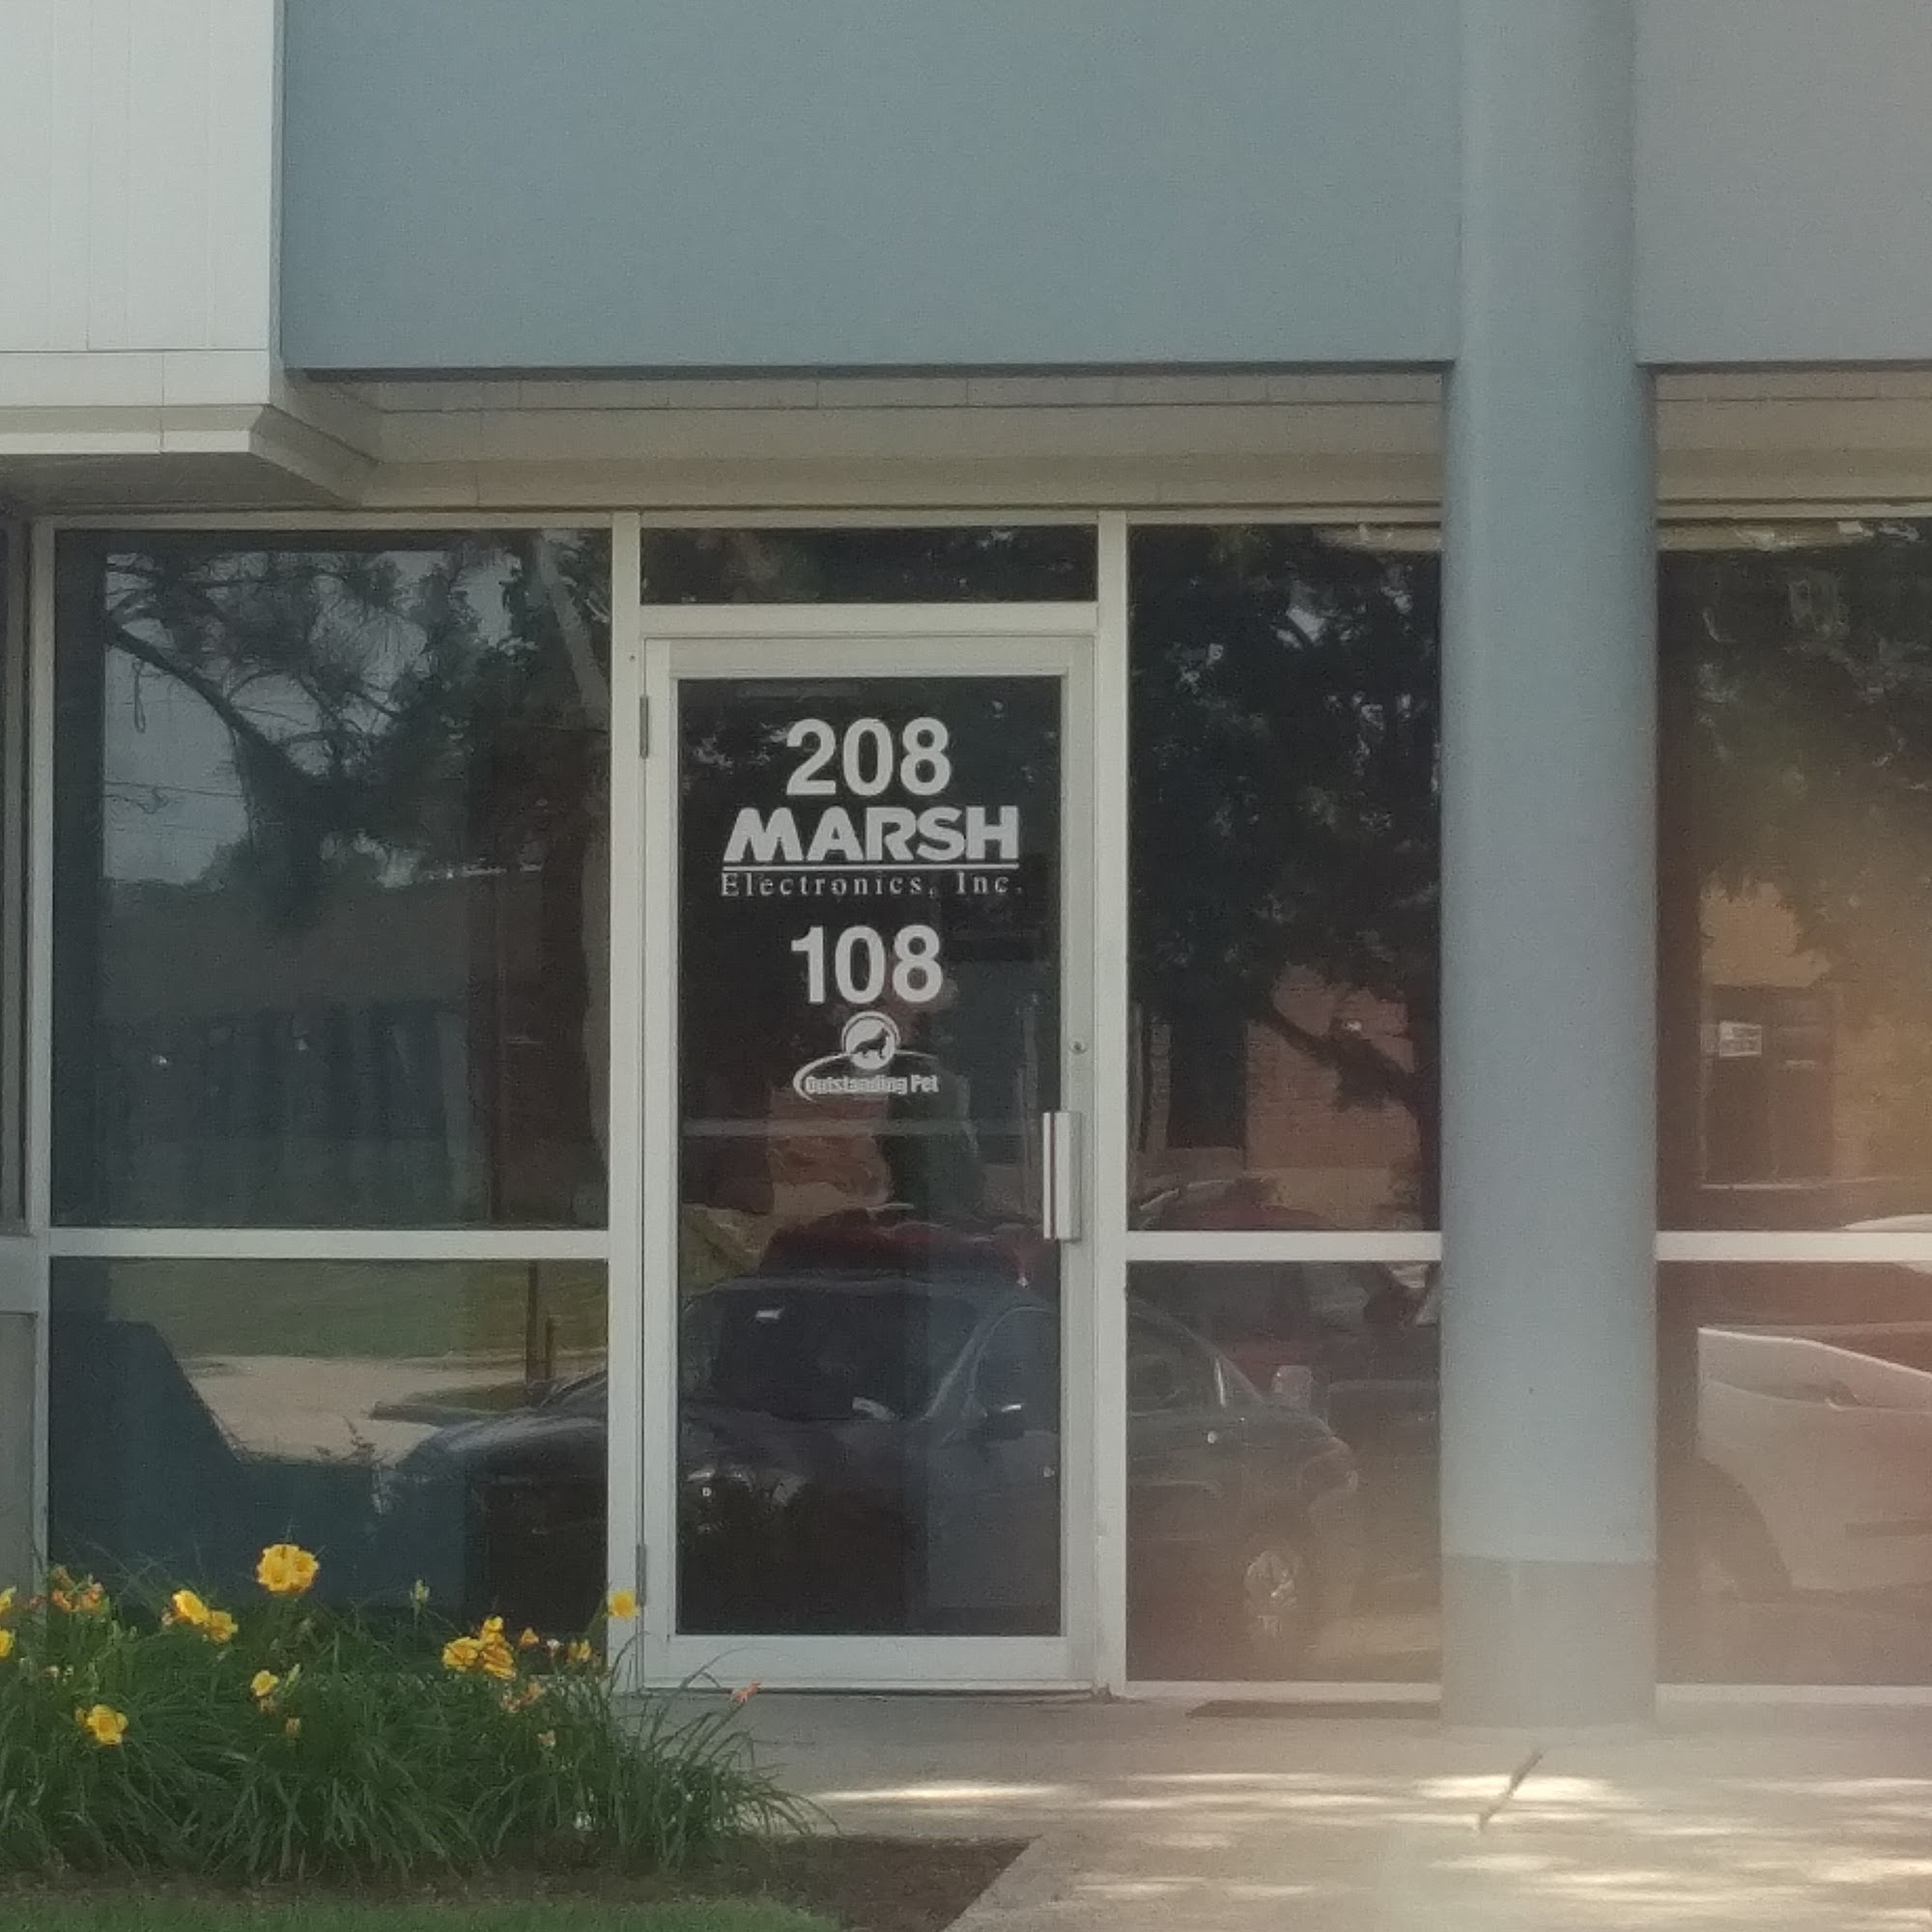 208
MARSH
Electronics, Inc.
108
Outstanding Pet